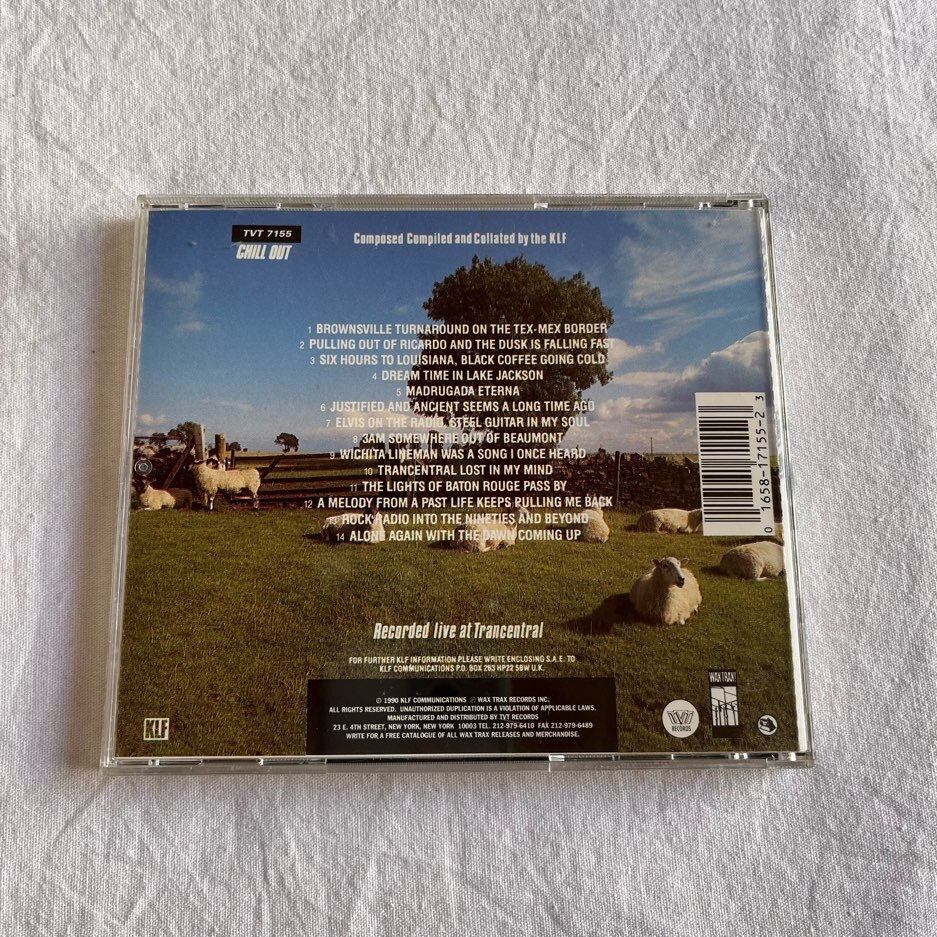 TVT 7155
CHILL OUT
Composed Compiled and Collated by the KLF
1 BROWNSVILLE TURNAROUND ON THE TEX-MEX BORDER
2 PULLING OUT OF RICARDO AND THE DUSK IS FALLING FAST
3 SIX HOURS TO LOUISIANA, BLACK COFFEE GOING COLD
4 DREAM TIME IN LAKE JACKSON
5 MADRUGADA ETERNA
6 JUSTIFIED AND ANCIENT SEEMS A LONG TIME AGO
7 ELVIS ON THE RADIO, STEEL GUITAR IN MY SOUL
8 3AM SOMEWHERE OUT OF BEAUMONT
9 WICHITA LINEMAN WAS A SONG I ONCE HEARD
10 TRANCENTRAL LOST IN MY MIND
11 THE LIGHTS OF BATON ROUGE PASS BY
12 A MELODY FROM A PAST LIFE KEEPS PULLING ME BACK
13 ROCK RADIO INTO THE NINETIES AND BEYOND
14 ALONE AGAIN WITH THE DAWN COMING UP
0 1658-17155-2 3
Recorded live at Trancentral
FOR FURTHER KLF INFORMATION PLEASE WRITE ENCLOSING S.A.E. TO
KLF COMMUNICATIONS P.O. BOX 283 HP22 5BW U.K.
© 1990 KLF COMMUNICATIONS ℗ WAX TRAX RECORDS INC.
ALL RIGHTS RESERVED. UNAUTHORIZED DUPLICATION IS A VIOLATION OF APPLICABLE LAWS.
MANUFACTURED AND DISTRIBUTED BY TVT RECORDS
23 E. 4TH STREET, NEW YORK, NEW YORK 10003 TEL. 212-979-6410 FAX 212-979-6489
WRITE FOR A FREE CATALOGUE OF ALL WAX TRAX RELEASES AND MERCHANDISE.
KLF
TVT
RECORDS
WAX TRAX!